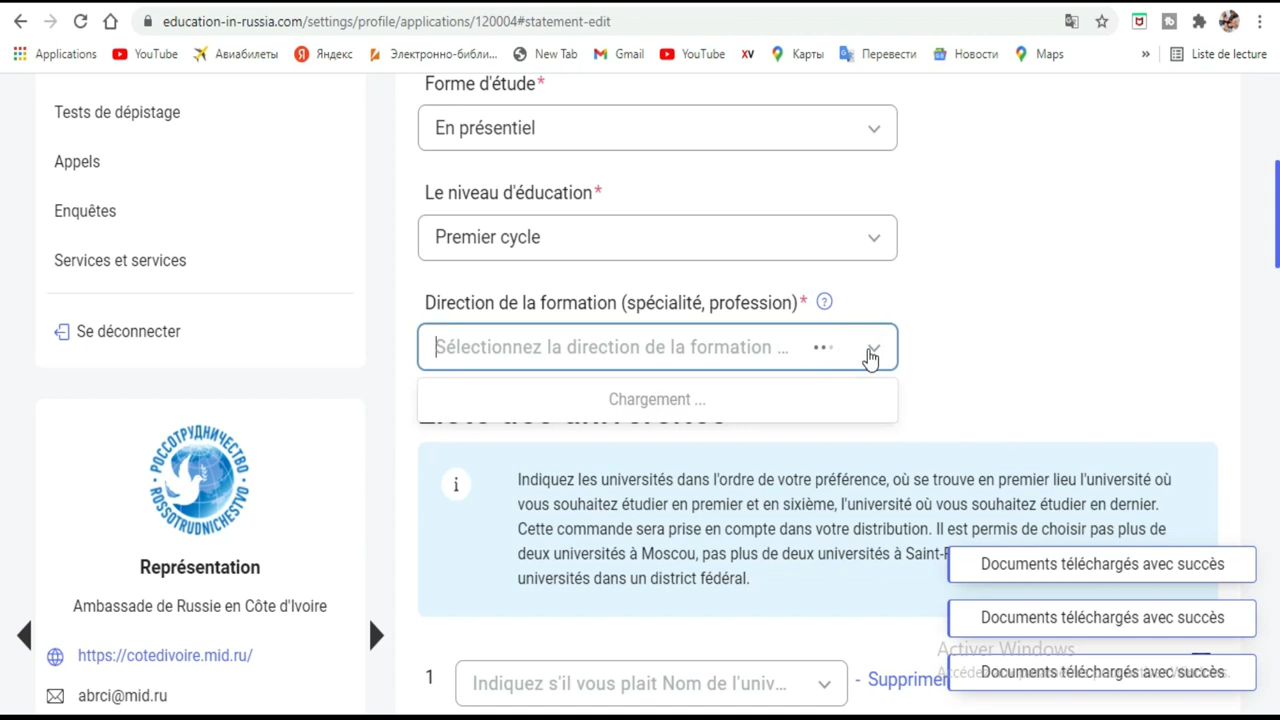 education-in-russia.com/settings/profile/applications/120004#statement-edit
Applications
YouTube
Авиабилеты
Яндекс
Электронно-библи...
New Tab
Gmail
YouTube
XV
Карты
Перевести
Новости
Maps
»
Liste de lecture
Tests de dépistage
Appels
Enquêtes
Services et services
Se déconnecter
РОССОТРУДНИЧЕСТВО
ROSSOTRUDNICHESTVO
Représentation
Ambassade de Russie en Côte d'Ivoire
https://cotedivoire.mid.ru/
abrci@mid.ru
Forme d'étude*
En présentiel
Le niveau d'éducation*
Premier cycle
Direction de la formation (spécialité, profession)* ?
Sélectionnez la direction de la formation ...
Chargement ...
i
Indiquez les universités dans l'ordre de votre préférence, où se trouve en premier lieu l'université où
vous souhaitez étudier en premier et en sixième, l'université où vous souhaitez étudier en dernier.
Cette commande sera prise en compte dans votre distribution. Il est permis de choisir pas plus de
deux universités à Moscou, pas plus de deux universités à Saint-
universités dans un district fédéral.
1
Indiquez s'il vous plait Nom de l'univ...
- Supprimer
Documents téléchargés avec succès
Documents téléchargés avec succès
Activer Windows
Documents téléchargés avec succès